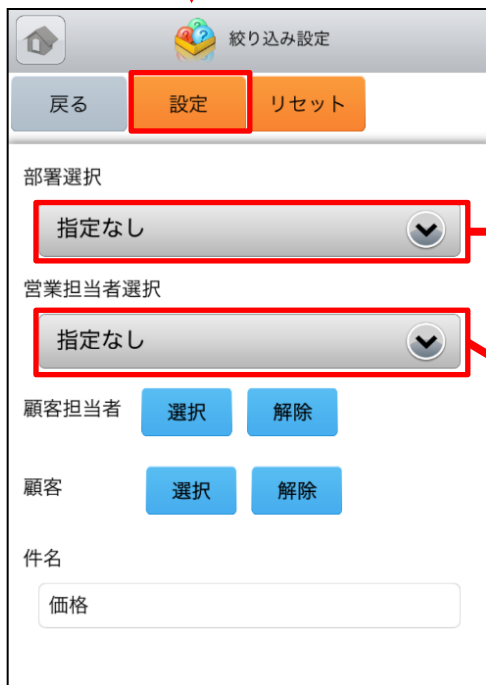 絞り込み設定
戻る 設定 リセット
部署選択
指定なし
営業担当者選択
指定なし
顧客担当者 選択 解除
顧客 選択 解除
件名
価格